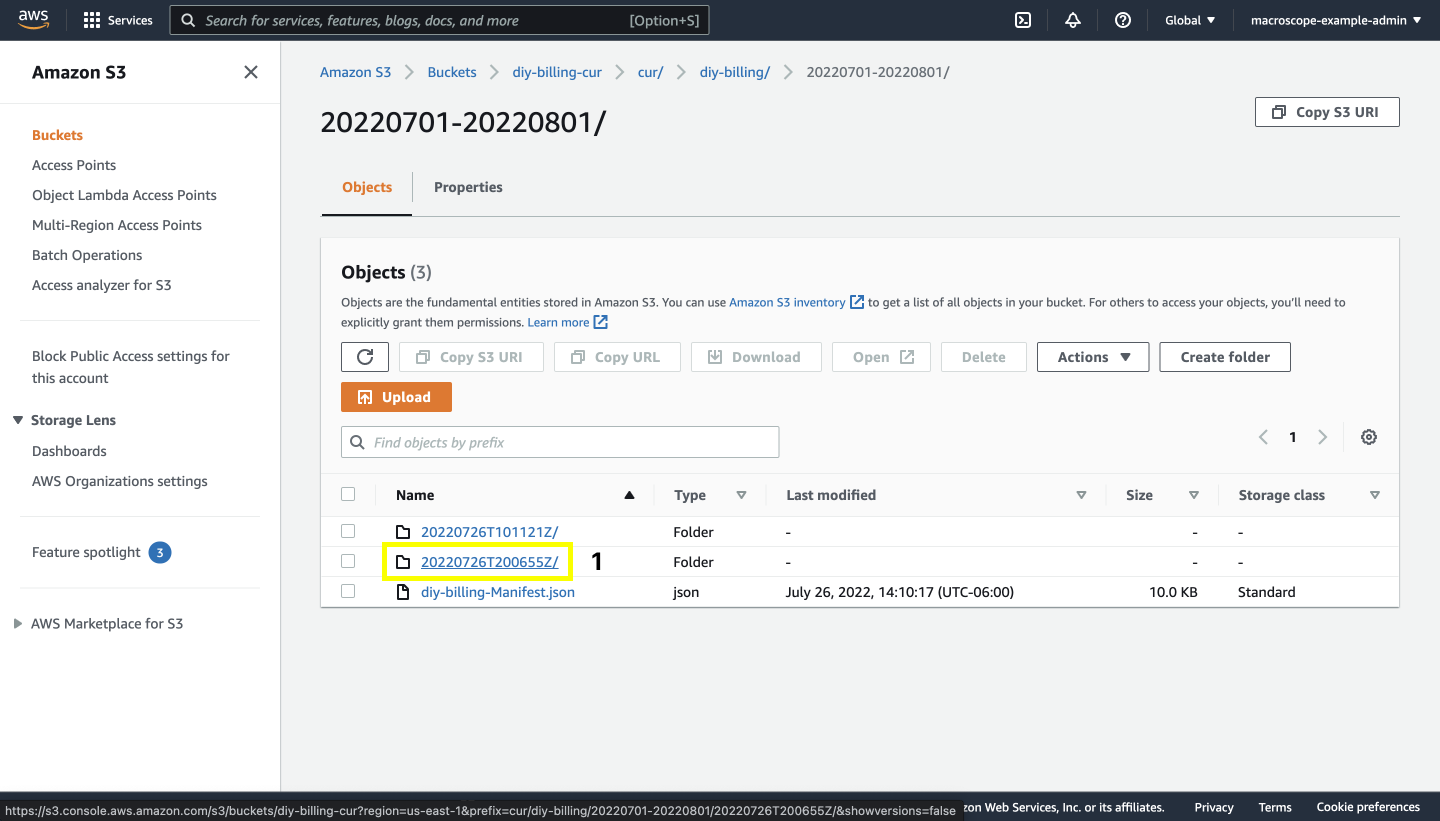 aws
Services
Search for services, features, blogs, docs, and more [Option+S]
Global ▼
macroscope-example-admin ▼
Amazon S3
Buckets
Access Points
Object Lambda Access Points
Multi-Region Access Points
Batch Operations
Access analyzer for S3
Block Public Access settings for
this account
Storage Lens
Dashboards
AWS Organizations settings
Feature spotlight 3
AWS Marketplace for S3
Amazon S3 > Buckets > diy-billing-cur > cur/ > diy-billing/ > 20220701-20220801/
20220701-20220801/
Copy S3 URI
Objects Properties
Objects (3)
Objects are the fundamental entities stored in Amazon S3. You can use Amazon S3 inventory to get a list of all objects in your bucket. For others to access your objects, you'll need to
explicitly grant them permissions. Learn more
Copy S3 URI Copy URL Download Open Delete Actions ▼ Create folder
Upload
Find objects by prefix
1
Name Type Last modified Size Storage class
20220726T101121Z/ Folder - - -
20220726T200655Z/ 1 Folder - - -
diy-billing-Manifest.json json July 26, 2022, 14:10:17 (UTC-06:00) 10.0 KB Standard
https://s3.console.aws.amazon.com/s3/buckets/diy-billing-cur?region=us-east-1&prefix=cur/diy-billing/20220701-20220801/20220726T200655Z/&showversions=false
zon Web Services, Inc. or its affiliates. Privacy Terms Cookie preferences